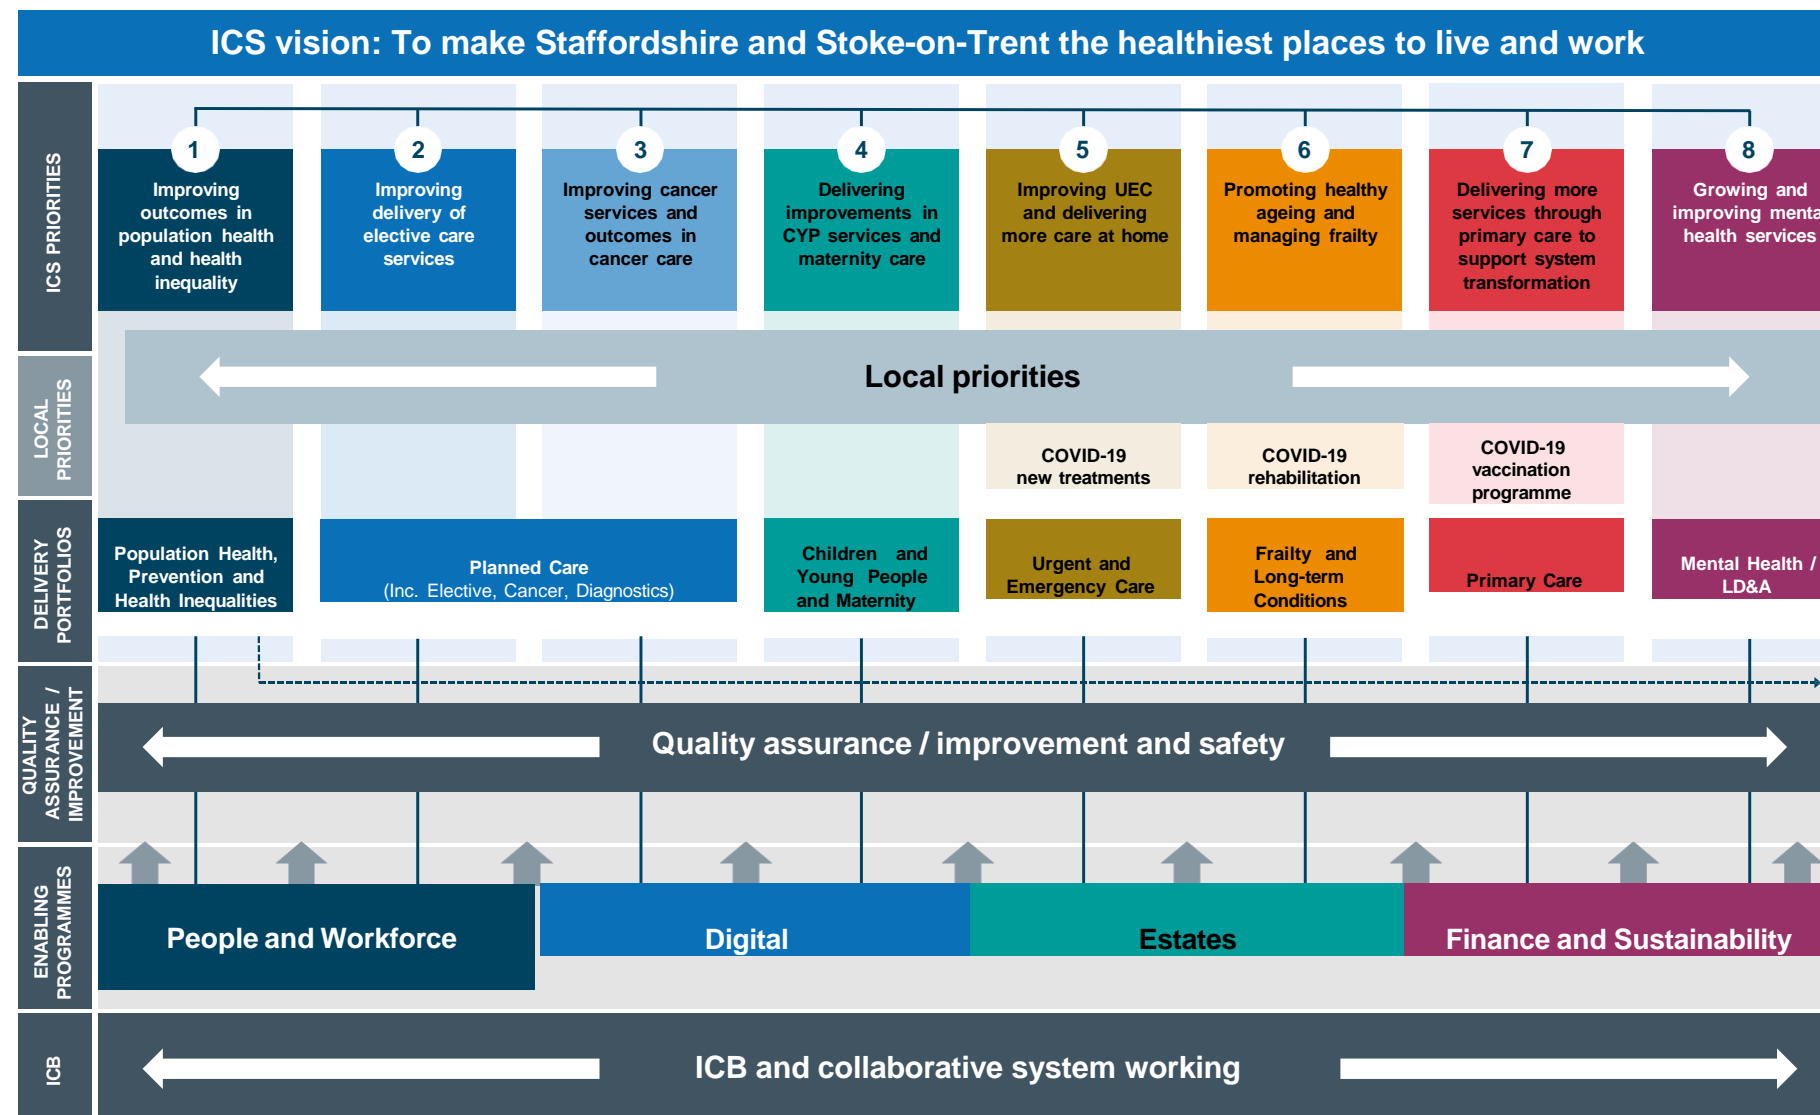 ICS vision: To make Staffordshire and Stoke-on-Trent the healthiest places to live and work
ICS PRIORITIES
1
Improving
outcomes in
population health
and health
inequality
2
Improving
delivery of
elective care
services
3
Improving cancer
services and
outcomes in
cancer care
4
Delivering
improvements in
CYP services and
maternity care
5
Improving UEC
and delivering
more care at home
6
Promoting healthy
ageing and
managing frailty
7
Delivering more
services through
primary care to
support system
transformation
8
Growing and
improving menta
health services
LOCAL
PRIORITIES
Local priorities
COVID-19
new treatments
COVID-19
rehabilitation
COVID-19
vaccination
programme
DELIVERY
PORTFOLIOS
Population Health,
Prevention and
Health Inequalities
Planned Care
(Inc. Elective, Cancer, Diagnostics)
Children and
Young People
and Maternity
Urgent and
Emergency Care
Frailty and
Long-term
Conditions
Primary Care
Mental Health /
LD&A
QUALITY
ASSURANCE /
IMPROVEMENT
Quality assurance / improvement and safety
ENABLING
PROGRAMMES
People and Workforce
Digital
Estates
Finance and Sustainability
ICB
ICB and collaborative system working